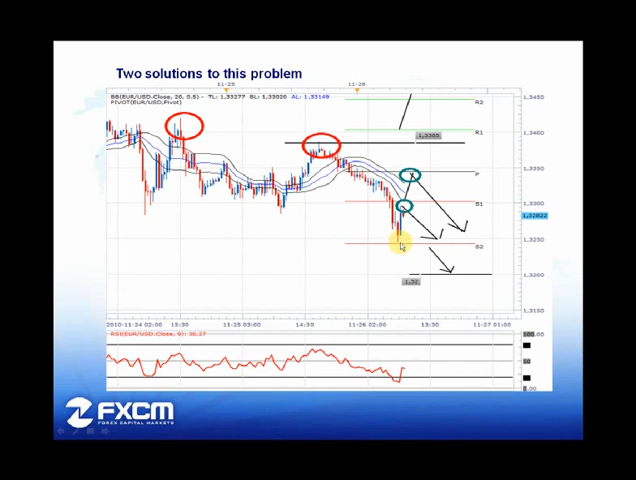 Two solutions to this problem
11-25
11-26
BB(EUR/USD.Close, 20, 0.5) - TL: 1,33277 BL: 1,33020 AL: 1,33149
PIVOT(EUR/USD,Pivot)
R2
R1
P
S1
S2
1,3385
1,32
1,3450
1,3400
1,3350
1,3300
1,32822
1,3250
1,3200
1,3150
2010-11-24 02:00
15:30
11-25 03:00
14:30
11-26 02:00
13:30
11-27 01:00
RSI(EUR/USD.Close, 9): 36,27
100.00
50
0.00
FXCM
FOREX CAPITAL MARKETS